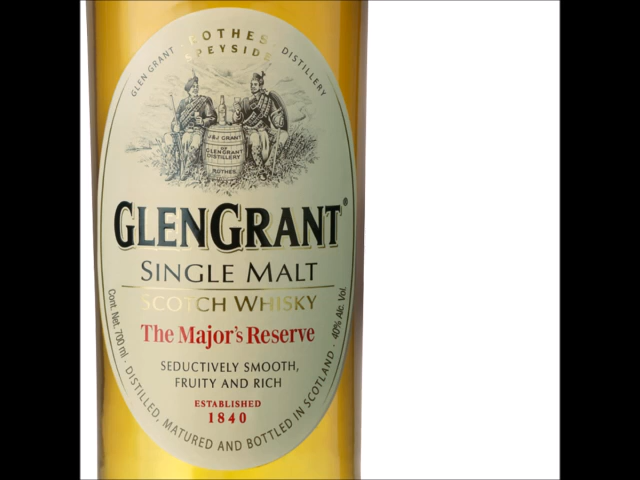 ROTHES
SPEYSIDE
GLEN GRANT DISTILLERY
J&J GRANT
GLENGRANT
DISTILLERY
ROTHES
GLENGRANT®
SINGLE MALT
SCOTCH WHISKY
The Major's Reserve
SEDUCTIVELY SMOOTH,
FRUITY AND RICH
ESTABLISHED
1840
Cont. Net. 700 ml · DISTILLED, MATURED AND BOTTLED IN SCOTLAND · 40% Alc. Vol.